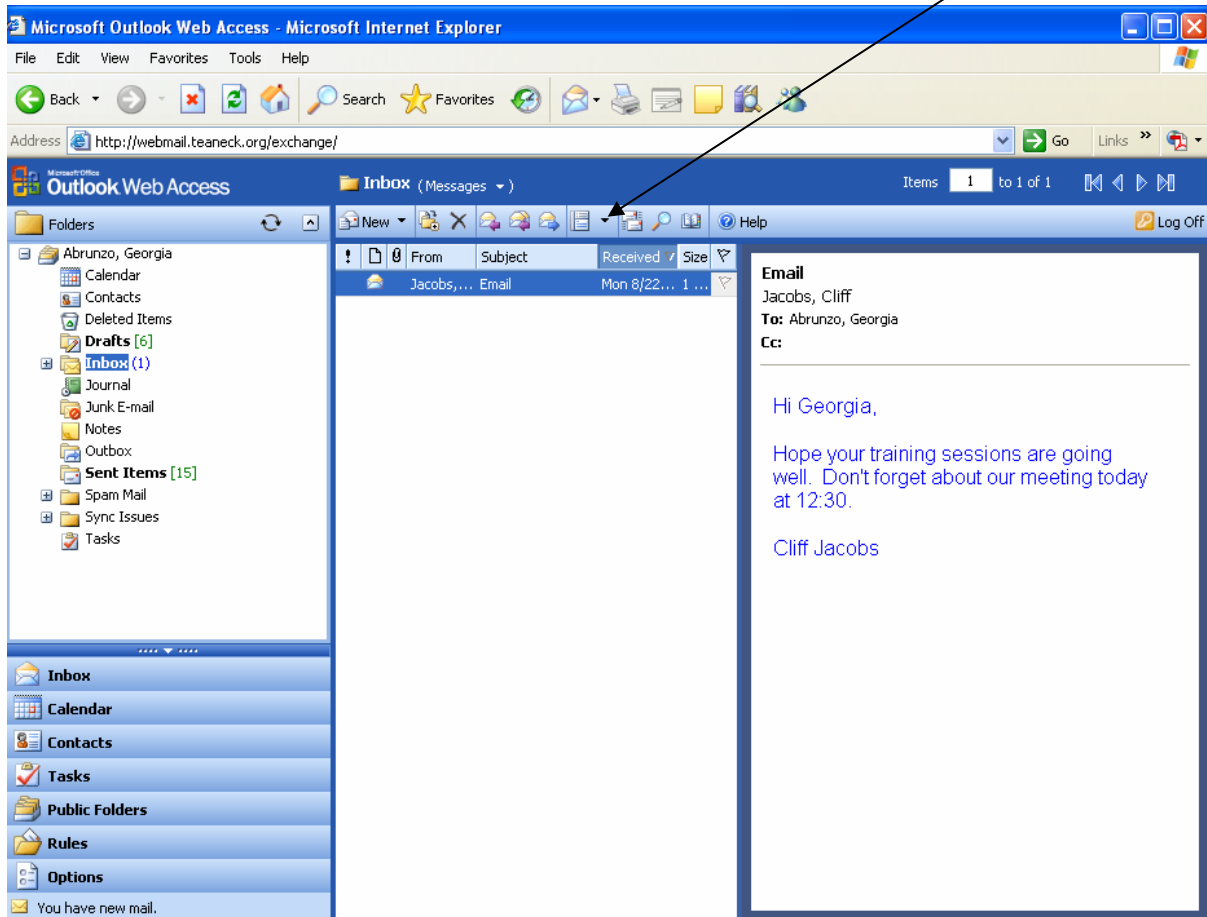 Microsoft Outlook Web Access - Microsoft Internet Explorer
File Edit View Favorites Tools Help
Back Search Favorites
Address http://webmail.teaneck.org/exchange/ Go Links »
Microsoft Office
Outlook Web Access Inbox (Messages ) Items 1 to 1 of 1
Folders New Help Log Off
Abrunzo, Georgia
Calendar
Contacts
Deleted Items
Drafts [6]
Inbox (1)
Journal
Junk E-mail
Notes
Outbox
Sent Items [15]
Spam Mail
Sync Issues
Tasks
Inbox
Calendar
Contacts
Tasks
Public Folders
Rules
Options
You have new mail.
! From Subject Received Size
Jacobs,... Email Mon 8/22... 1 ...
Email
Jacobs, Cliff
To: Abrunzo, Georgia
Cc:
Hi Georgia,
Hope your training sessions are going
well. Don't forget about our meeting today
at 12:30.
Cliff Jacobs